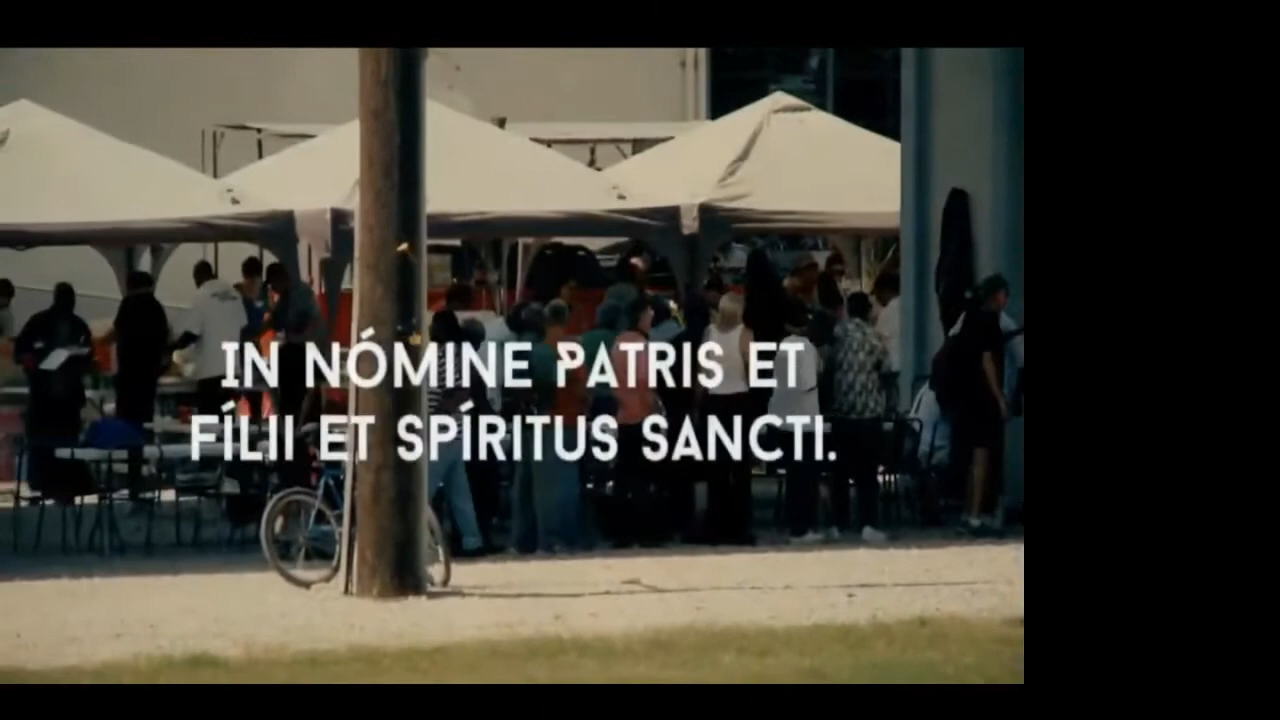 IN NÓMINE PATRIS ET
FÍLII ET SPÍRITUS SANCTI.